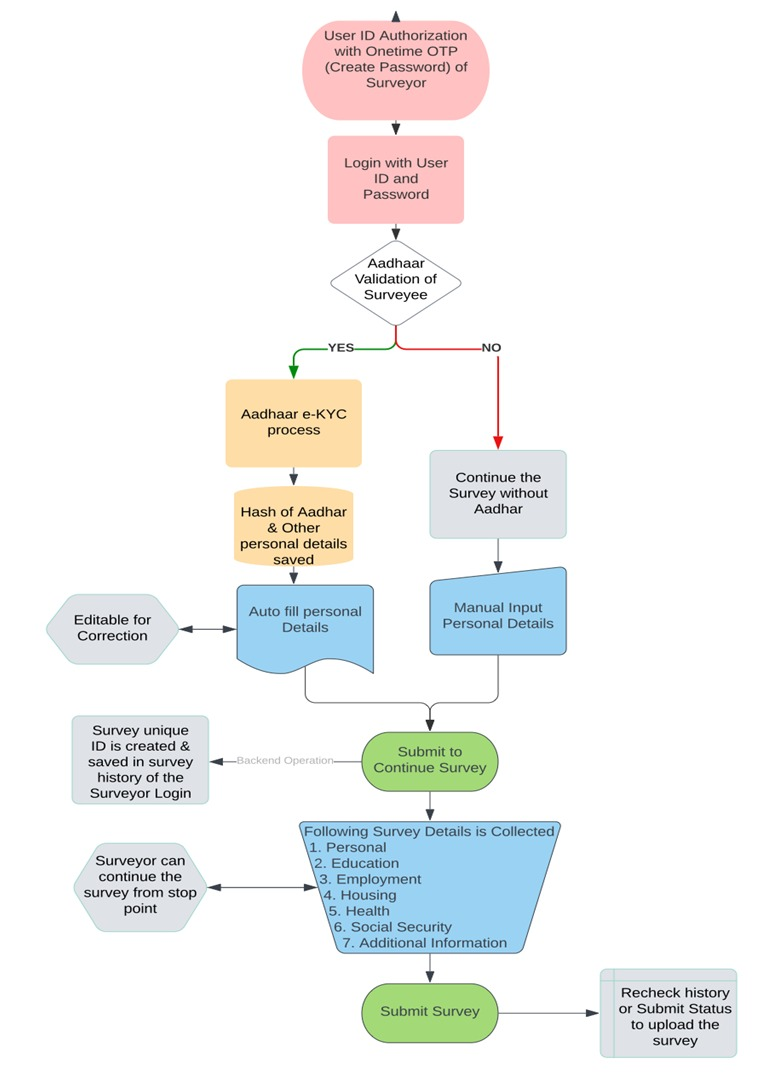 User ID Authorization
with Onetime OTP
(Create Password) of
Surveyor
Login with User
ID and
Password
Aadhaar
Validation of
Surveyee
YES
NO
Aadhaar e-KYC
process
Continue the
Survey without
Aadhar
Hash of Aadhar
& Other
personal details
saved
Editable for
Correction
Auto fill personal
Details
Manual Input
Personal Details
Survey unique
ID is created &
saved in survey
history of the
Surveyor Login
Backend Operation
Submit to
Continue Survey
Surveyor can
continue the
survey from stop
point
Following Survey Details is Collected
1. Personal
2. Education
3. Employment
4. Housing
5. Health
6. Social Security
7. Additional Information
Submit Survey
Recheck history
or Submit Status
to upload the
survey